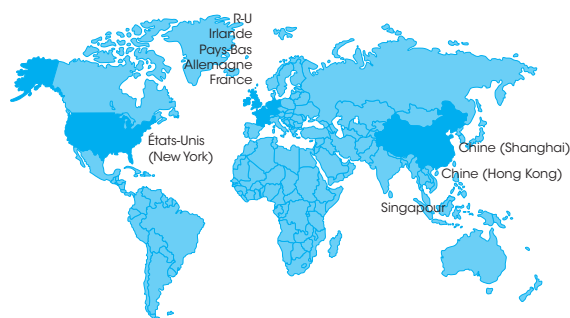 R-U
Irlande
Pays-Bas
Allemagne
France
États-Unis
(New York)
Chine (Shanghai)
Chine (Hong Kong)
Singapour